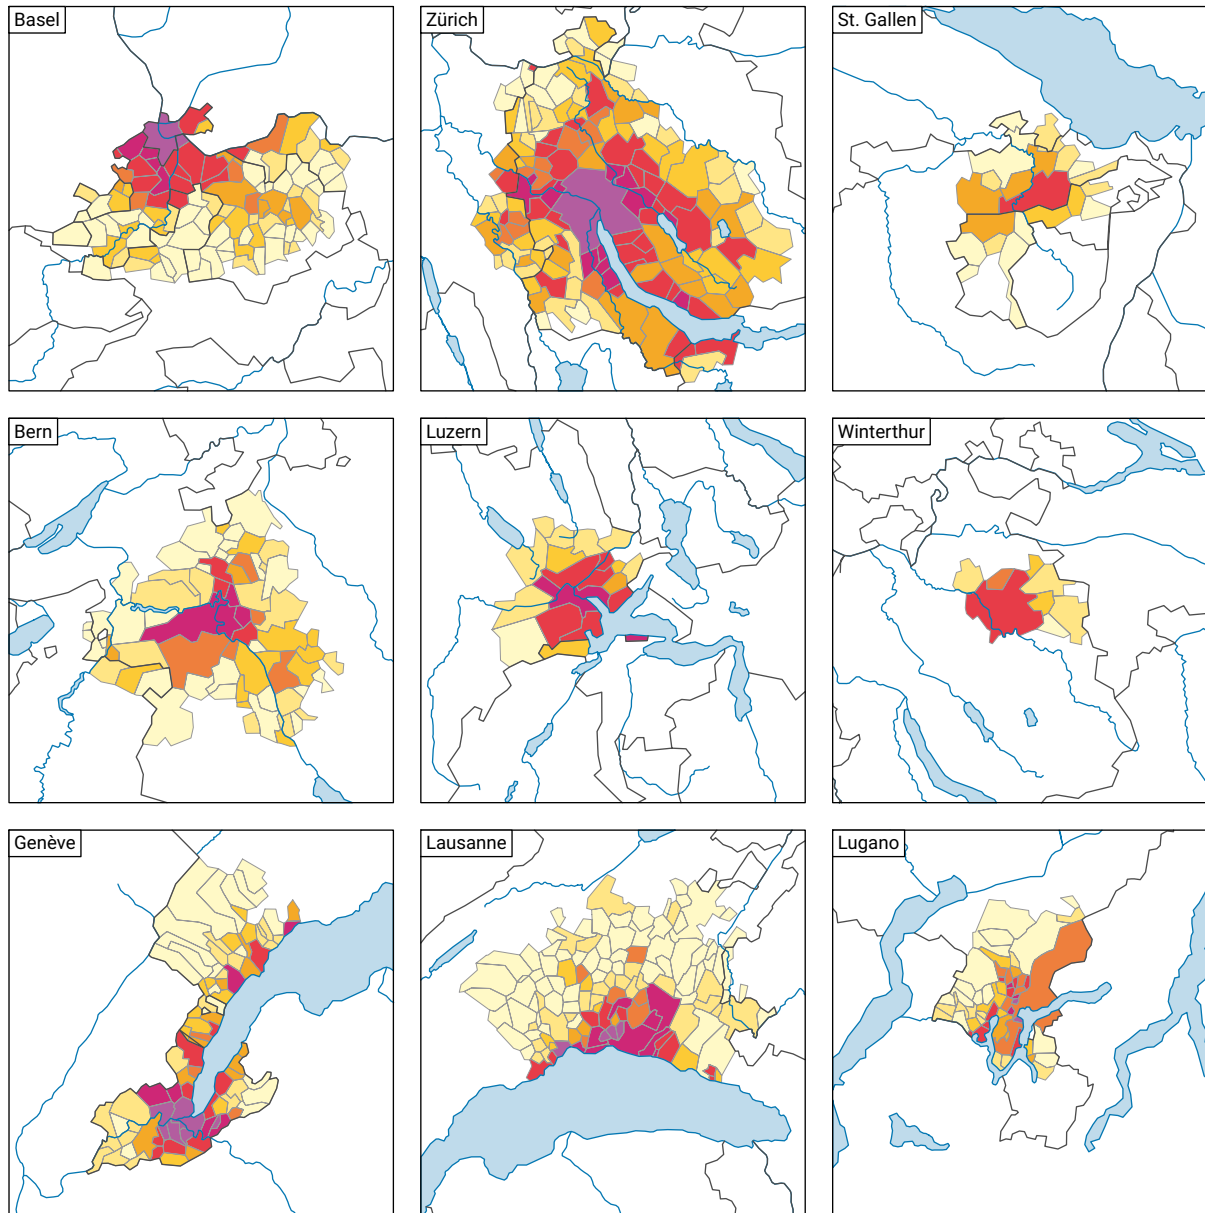 Basel
Zürich
St. Gallen
Bern
Luzern
Winterthur
Genève
Lausanne
Lugano